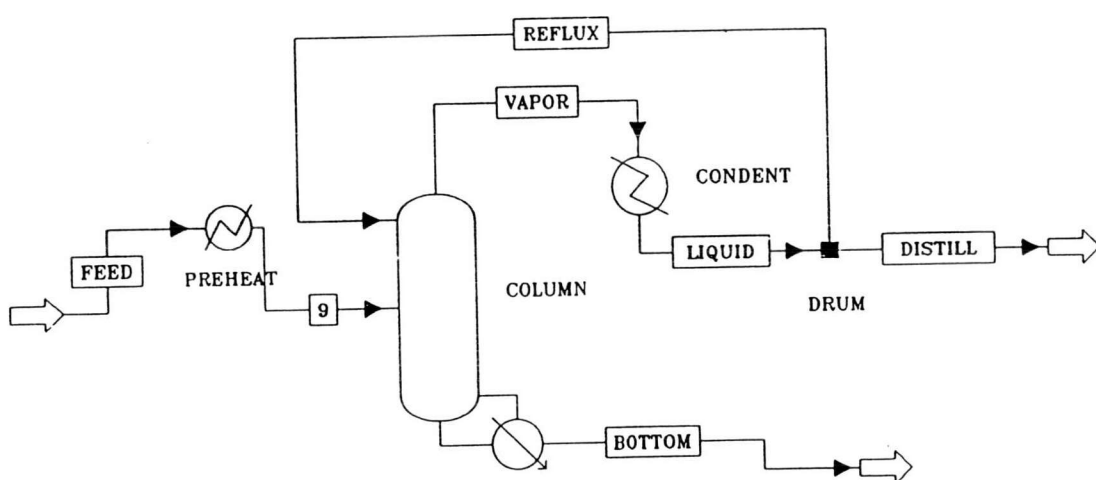 REFLUX
VAPOR
CONDENT
FEED
PREHEAT
LIQUID
DISTILL
COLUMN
9
DRUM
BOTTOM